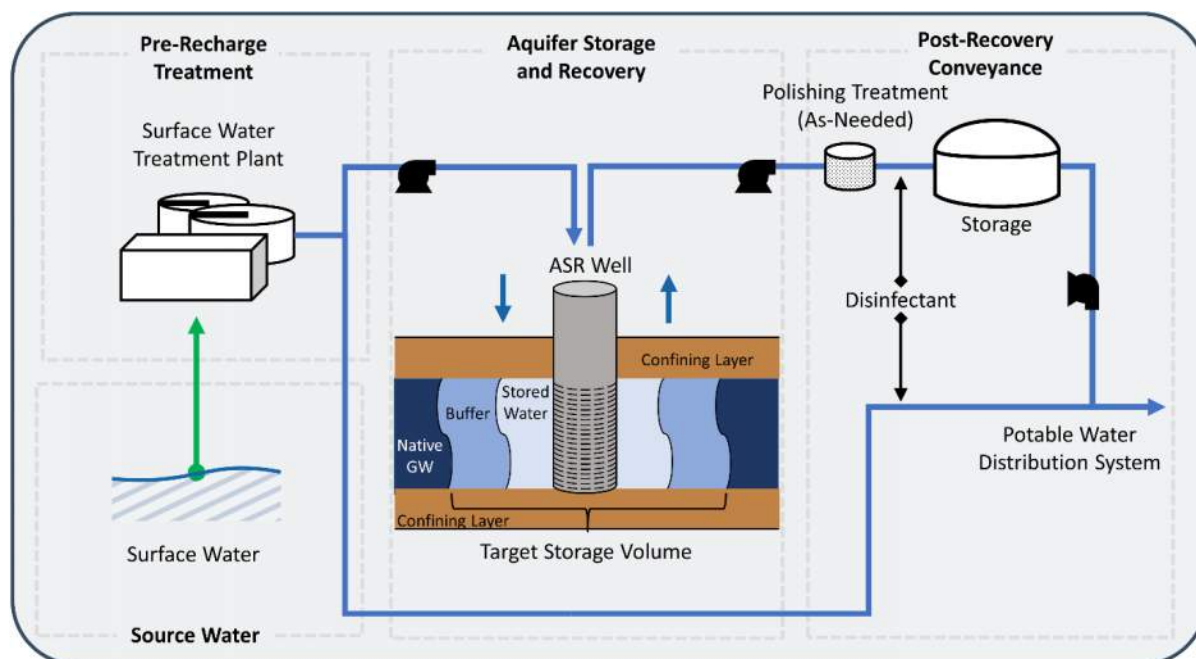 Pre-Recharge
Treatment
Surface Water
Treatment Plant
Surface Water
Source Water
Aquifer Storage
and Recovery
ASR Well
Confining Layer
Stored
Water
Buffer
Native
GW
Confining Layer
Target Storage Volume
Post-Recovery
Conveyance
Polishing Treatment
(As-Needed)
Storage
Disinfectant
Potable Water
Distribution System